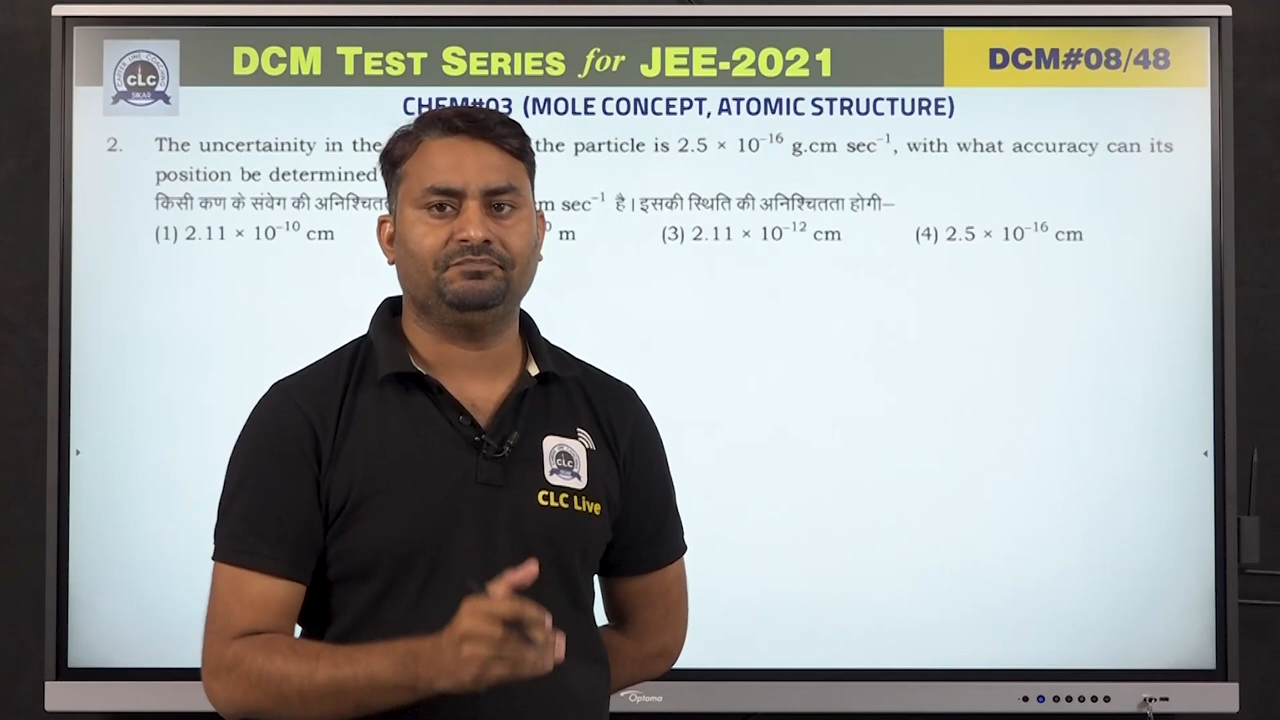 DCM TEST SERIES for JEE-2021
DCM#08/48
CLC
SIKAR
CHEM#03 (MOLE CONCEPT, ATOMIC STRUCTURE)
2. The uncertainity in the the particle is 2.5 × 10⁻¹⁶ g.cm sec⁻¹, with what accuracy can its
position be determined
किसी कण के संवेग की sec⁻¹ है। इसकी स्थिति की अनिश्चितता होगी–
(1) 2.11 × 10⁻¹⁰ cm m (3) 2.11 × 10⁻¹² cm (4) 2.5 × 10⁻¹⁶ cm
CLC
CLC Live
Optoma